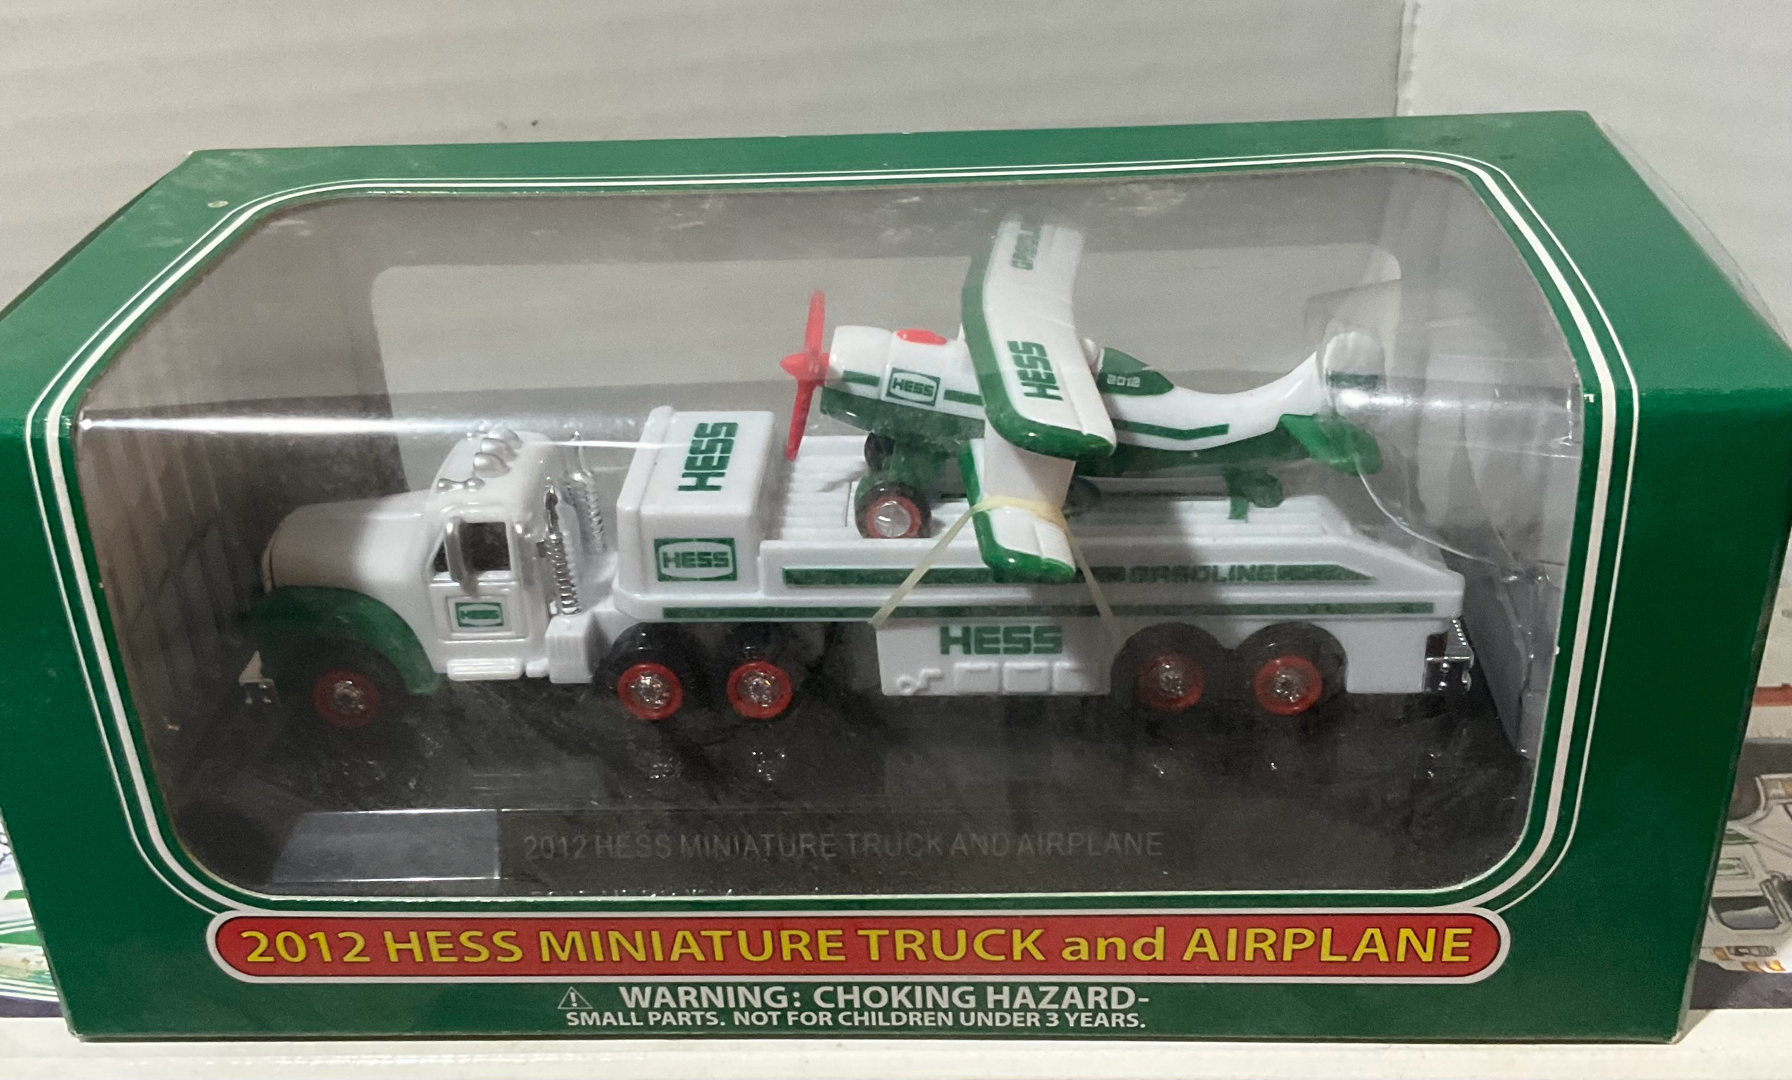 GASOLINE
HESS
HESS
2012
HESS
HESS
GASOLINE
HESS
HESS
2012 HESS MINIATURE TRUCK AND AIRPLANE
2012 HESS MINIATURE TRUCK and AIRPLANE
WARNING: CHOKING HAZARD-
SMALL PARTS. NOT FOR CHILDREN UNDER 3 YEARS.